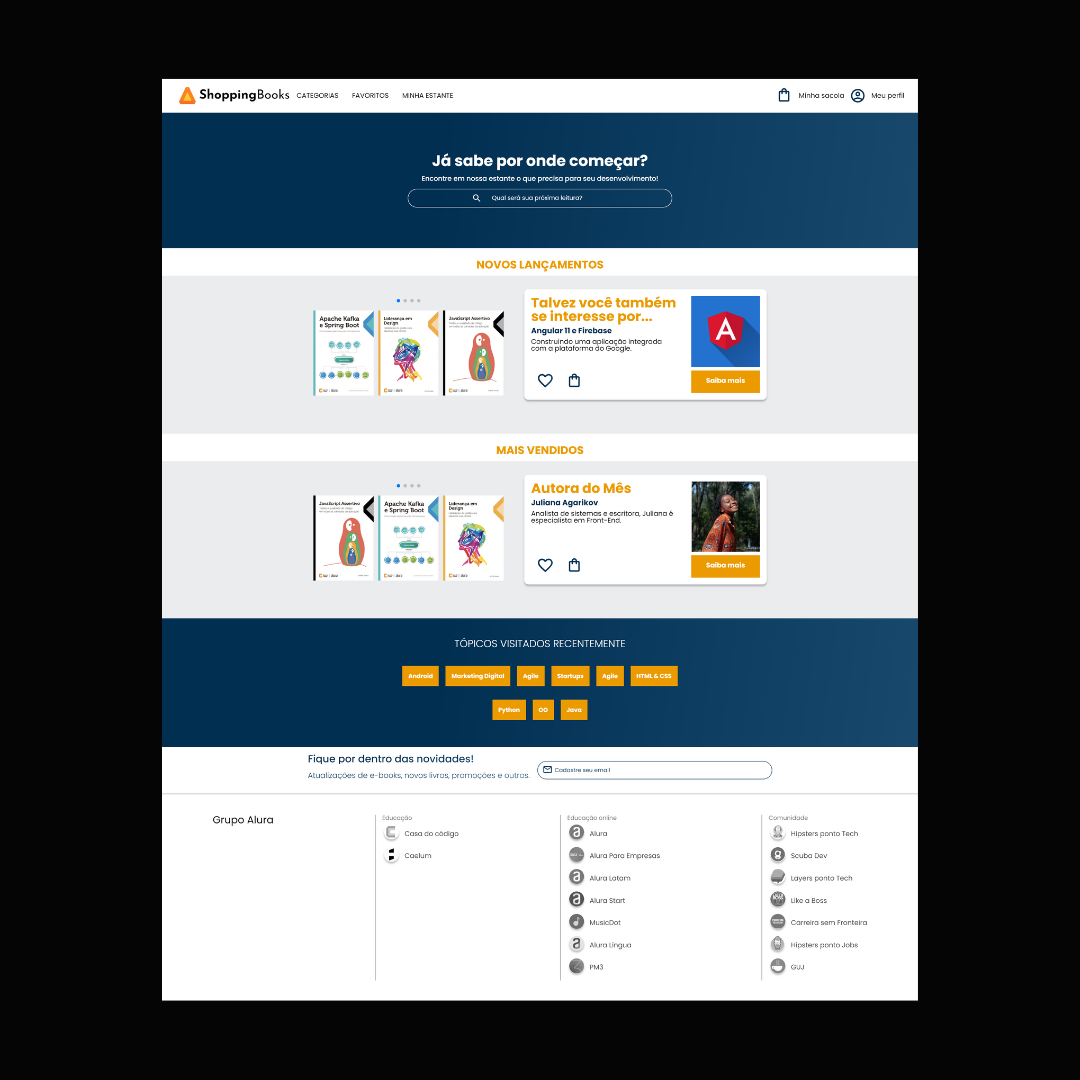 ShoppingBooks CATEGORIAS FAVORITOS MINHA ESTANTE Minha sacola Meu perfil
Já sabe por onde começar?
Encontre em nossa estante o que precisa para seu desenvolvimento!
Qual será sua próxima leitura?
NOVOS LANÇAMENTOS
Apache Kafka
e Spring Boot
Liderança em
Design
JavaScript Assertivo
Talvez você também
se interesse por...
Angular 11 e Firebase
Construindo uma aplicação integrada
com a plataforma do Google.
A
Saiba mais
MAIS VENDIDOS
JavaScript Assertivo
Apache Kafka
e Spring Boot
Liderança em
Design
Autora do Mês
Juliana Agarikov
Analista de sistemas e escritora, Juliana é
especialista em Front-End.
Saiba mais
TÓPICOS VISITADOS RECENTEMENTE
Android Marketing Digital Agile Startups Agile HTML & CSS
Python OO Java
Fique por dentro das novidades!
Atualizações de e-books, novos livros, promoções e outros.
Cadastre seu email
Grupo Alura
Educação
Casa do código
Caelum
Educação online
Alura
Alura Para Empresas
Alura Latam
Alura Start
MusicDot
Alura Língua
PM3
Comunidade
Hipsters ponto Tech
Scuba Dev
Layers ponto Tech
Like a Boss
Carreira sem Fronteira
Hipsters ponto Jobs
GUJ